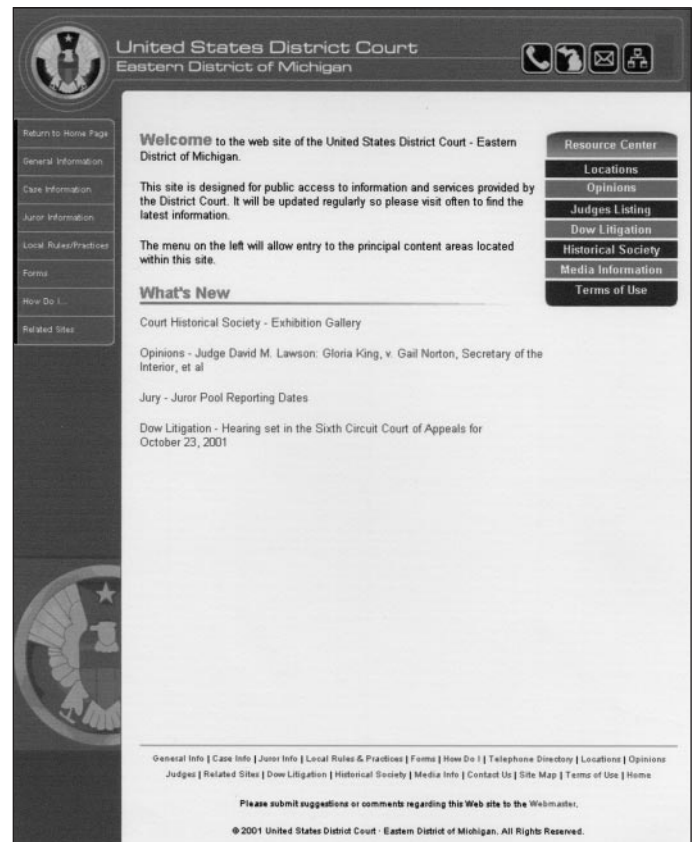 United States District Court
Eastern District of Michigan
Return to Home Page
General Information
Case Information
Juror Information
Local Rules/Practices
Forms
How Do I...
Related Sites
Welcome to the web site of the United States District Court - Eastern
District of Michigan.
This site is designed for public access to information and services provided by
the District Court. It will be updated regularly so please visit often to find the
latest information.
The menu on the left will allow entry to the principal content areas located
within this site.
What's New
Court Historical Society - Exhibition Gallery
Opinions - Judge David M. Lawson: Gloria King, v. Gail Norton, Secretary of the
Interior, et al
Jury - Juror Pool Reporting Dates
Dow Litigation - Hearing set in the Sixth Circuit Court of Appeals for
October 23, 2001
Resource Center
Locations
Opinions
Judges Listing
Dow Litigation
Historical Society
Media Information
Terms of Use
General Info | Case Info | Juror Info | Local Rules & Practices | Forms | How Do I | Telephone Directory | Locations | Opinions
Judges | Related Sites | Dow Litigation | Historical Society | Media Info | Contact Us | Site Map | Terms of Use | Home
Please submit suggestions or comments regarding this Web site to the Webmaster.
© 2001 United States District Court · Eastern District of Michigan. All Rights Reserved.